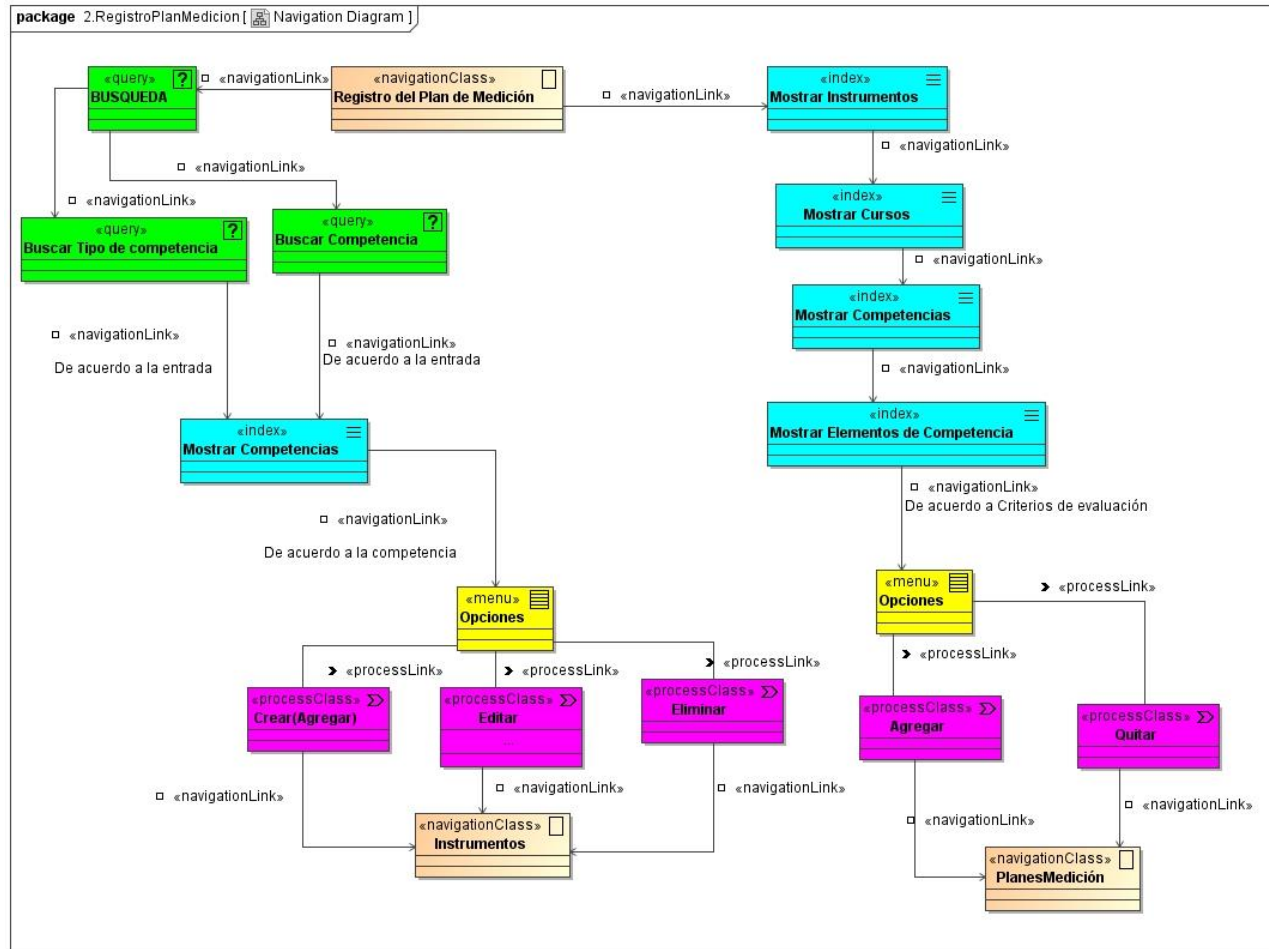 package 2.RegistroPlanMedicion [ Navigation Diagram ]
«query» ?
BUSQUEDA
«navigationLink»
«navigationClass»
Registro del Plan de Medición
«navigationLink»
«index»
Mostrar Instrumentos
«navigationLink»
«navigationLink»
«navigationLink»
«query» ?
Buscar Tipo de competencia
«query» ?
Buscar Competencia
«index»
Mostrar Cursos
«navigationLink»
«index»
Mostrar Competencias
«navigationLink»
De acuerdo a la entrada
«navigationLink»
De acuerdo a la entrada
«navigationLink»
«index»
Mostrar Competencias
«index»
Mostrar Elementos de Competencia
«navigationLink»
De acuerdo a la competencia
«navigationLink»
De acuerdo a Criterios de evaluación
«menu»
Opciones
«menu»
Opciones
«processLink»
«processLink»
«processLink»
«processLink»
«processLink»
«processClass»
Crear(Agregar)
«processClass»
Editar
...
«processClass»
Eliminar
«processClass»
Agregar
«processClass»
Quitar
«navigationLink»
«navigationLink»
«navigationLink»
«navigationLink»
«navigationLink»
«navigationClass»
Instrumentos
«navigationClass»
PlanesMedición